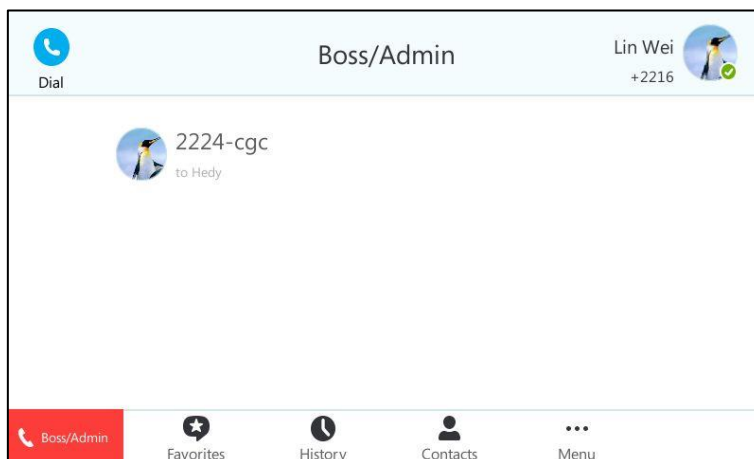 Dial
Boss/Admin
Lin Wei
+2216
2224-cgc
to Hedy
Boss/Admin
Favorites
History
Contacts
Menu